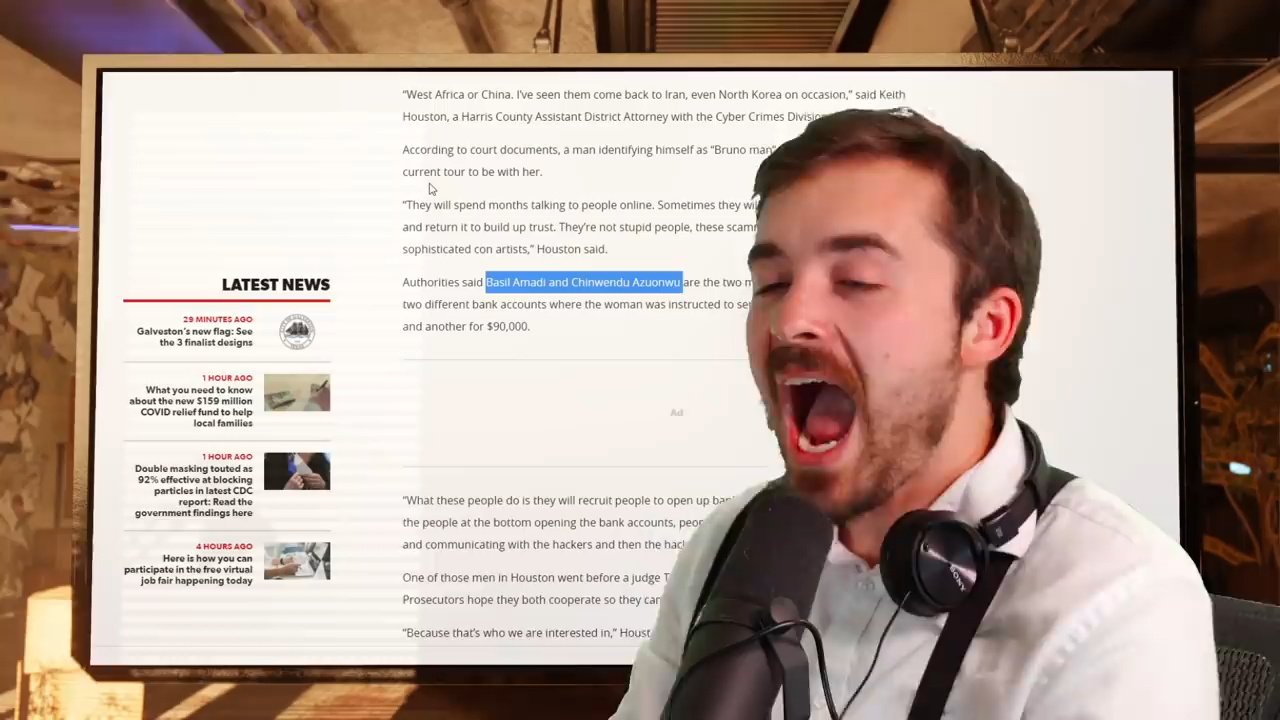 "West Africa or China. I've seen them come back to Iran, even North Korea on occasion," said Keith
Houston, a Harris County Assistant District Attorney with the Cyber Crimes
According to court documents, a man identifying himself as "Bruno man"
current tour to be with her.
"They will spend months talking to people online. Sometimes they
and return it to build up trust. They're not stupid people, these
sophisticated con artists," Houston said.
Authorities said Basil Amadi and Chinwendu Azuonwu are the two
two different bank accounts where the woman was instructed to
and another for $90,000.
Ad
"What these people do is they will recruit people to open up
the people at the bottom opening the bank accounts,
and communicating with the hackers and then the
One of those men in Houston went before a judge
Prosecutors hope they both cooperate so they
"Because that's who we are interested in,"
LATEST NEWS
29 MINUTES AGO
Galveston's new flag: See
the 3 finalist designs
1 HOUR AGO
What you need to know
about the new $159 million
COVID relief fund to help
local families
1 HOUR AGO
Double masking touted as
92% effective at blocking
particles in latest CDC
report: Read the
government findings here
4 HOURS AGO
Here is how you can
participate in the free virtual
job fair happening today
SONY